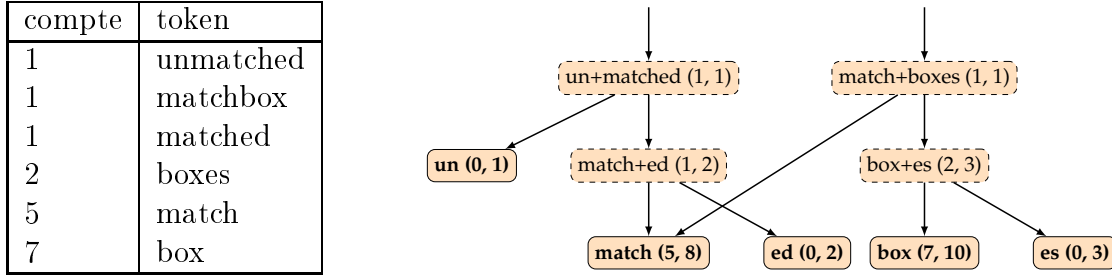 compte token
1 unmatched
1 matchbox
1 matched
2 boxes
5 match
7 box
un+matched (1, 1) match+boxes (1, 1)
un (0, 1) match+ed (1, 2) box+es (2, 3)
match (5, 8) ed (0, 2) box (7, 10) es (0, 3)